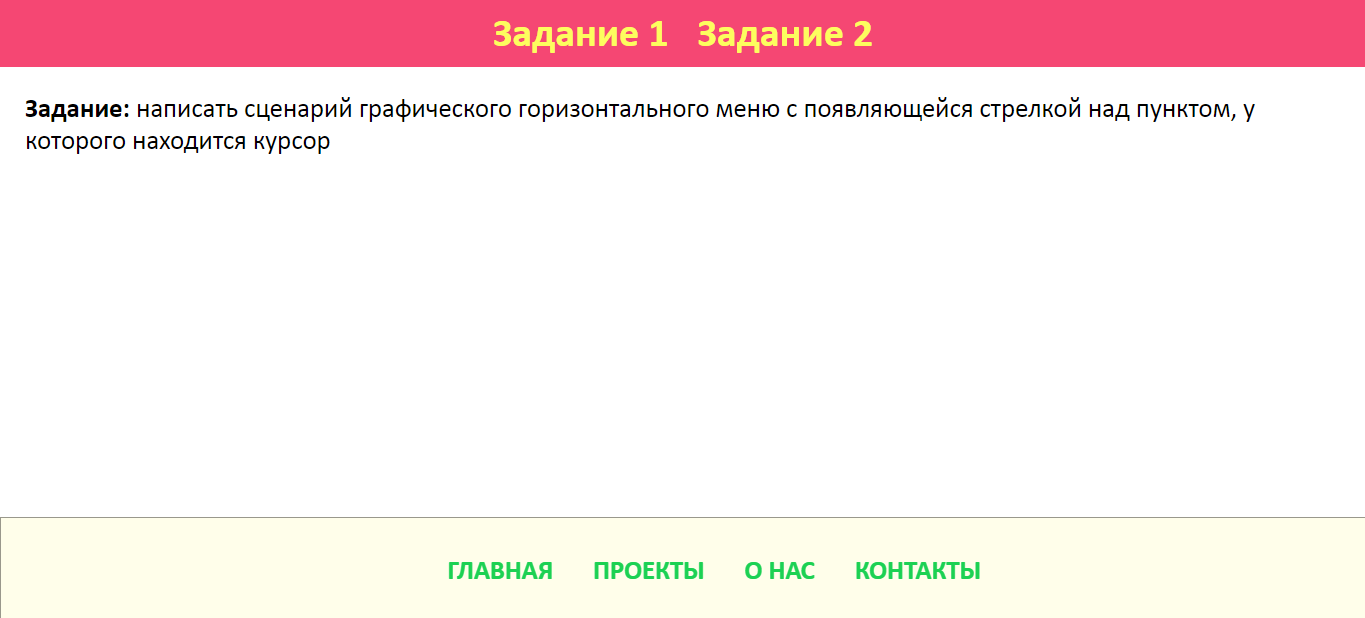 Задание 1 Задание 2
Задание: написать сценарий графического горизонтального меню с появляющейся стрелкой над пунктом, у
которого находится курсор
ГЛАВНАЯ ПРОЕКТЫ О НАС КОНТАКТЫ